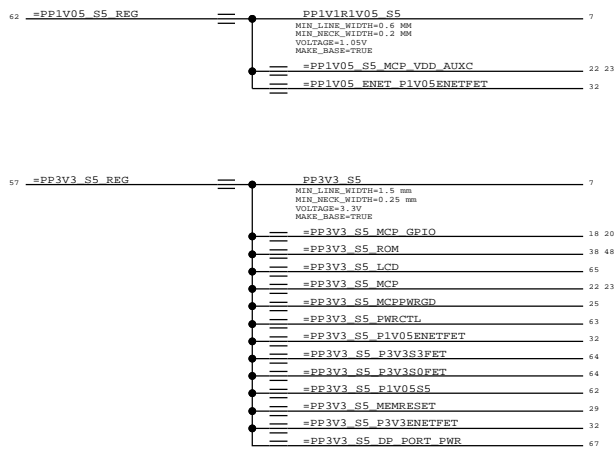 62 =PP1V05_S5_REG PP1V1R1V05_S5 7
MIN_LINE_WIDTH=0.6 MM
MIN_NECK_WIDTH=0.2 MM
VOLTAGE=1.05V
MAKE_BASE=TRUE
=PP1V05_S5_MCP_VDD_AUXC 22 23
=PP1V05_ENET_P1V05ENETFET 32
57 =PP3V3_S5_REG PP3V3_S5 7
MIN_LINE_WIDTH=1.5 mm
MIN_NECK_WIDTH=0.25 mm
VOLTAGE=3.3V
MAKE_BASE=TRUE
=PP3V3_S5_MCP_GPIO 18 20
=PP3V3_S5_ROM 38 48
=PP3V3_S5_LCD 65
=PP3V3_S5_MCP 22 23
=PP3V3_S5_MCPPWRGD 25
=PP3V3_S5_PWRCTL 63
=PP3V3_S5_P1V05ENETFET 32
=PP3V3_S5_P3V3S3FET 64
=PP3V3_S5_P3V3S0FET 64
=PP3V3_S5_P1V05S5 62
=PP3V3_S5_MEMRESET 29
=PP3V3_S5_P3V3ENETFET 32
=PP3V3_S5_DP_PORT_PWR 67